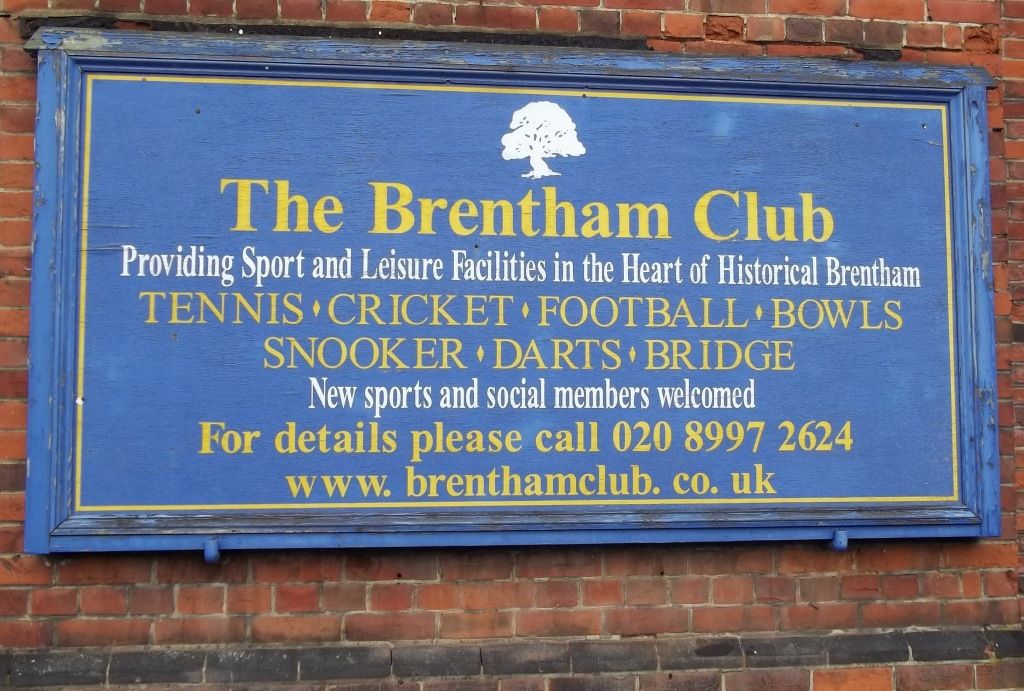 The Brentham Club
Providing Sport and Leisure Facilities in the Heart of Historical Brentham
TENNIS ⬧ CRICKET ⬧ FOOTBALL ⬧ BOWLS
SNOOKER ⬧ DARTS ⬧ BRIDGE
New sports and social members welcomed
For details please call 020 8997 2624
www. brenthamclub. co. uk